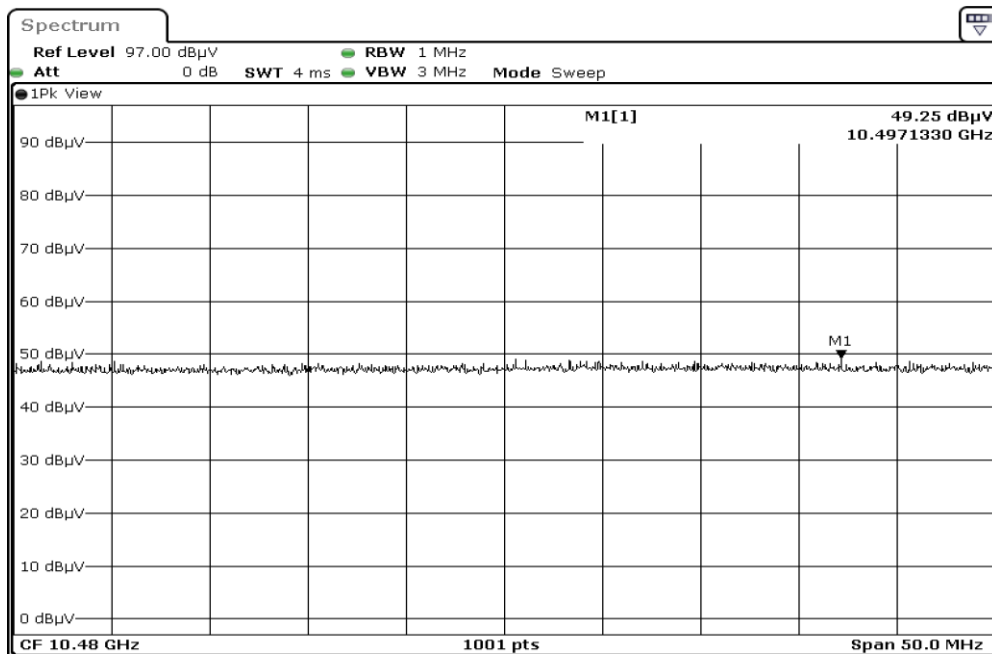 Spectrum
Ref Level 97.00 dBµV RBW 1 MHz
Att 0 dB SWT 4 ms VBW 3 MHz Mode Sweep
1Pk View
M1[1] 49.25 dBµV
10.4971330 GHz
90 dBµV
80 dBµV
70 dBµV
60 dBµV
50 dBµV
M1
40 dBµV
30 dBµV
20 dBµV
10 dBµV
0 dBµV
CF 10.48 GHz 1001 pts Span 50.0 MHz